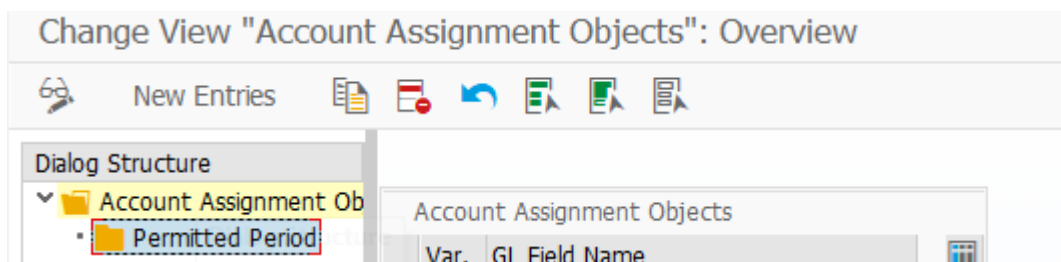 Change View "Account Assignment Objects": Overview
New Entries
Dialog Structure
Account Assignment Ob
Permitted Period
Account Assignment Objects
Var. GL Field Name